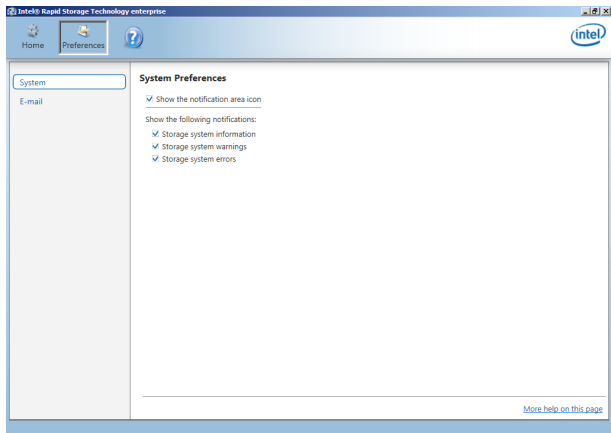 Intel® Rapid Storage Technology enterprise
Home
Preferences
?
intel
System
E-mail
System Preferences
Show the notification area icon
Show the following notifications:
Storage system information
Storage system warnings
Storage system errors
More help on this page